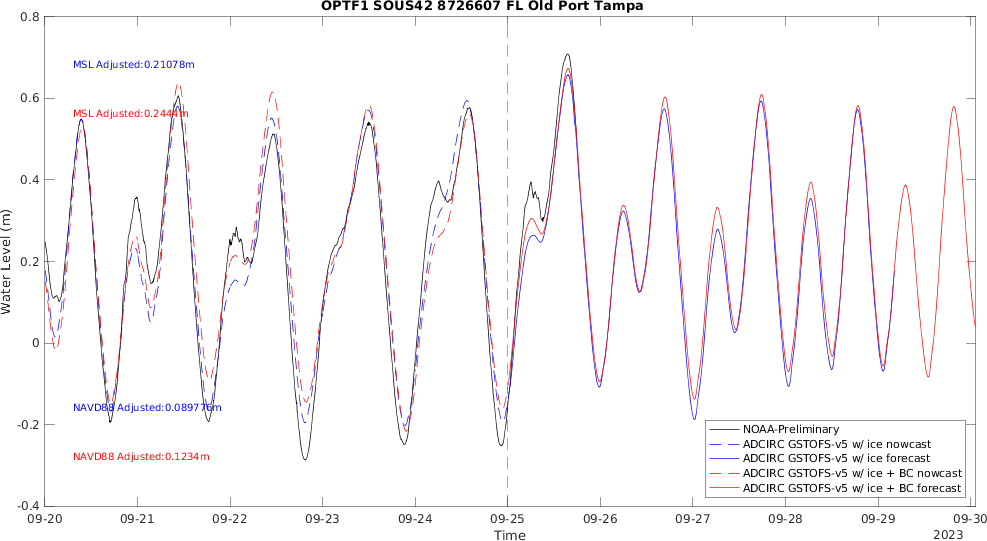 OPTF1 SOUS42 8726607 FL Old Port Tampa
0.8
MSL Adjusted:0.21078m
0.6
MSL Adjusted:0.2444m
0.4
0.2
Water Level (m)
0
NAVD88 Adjusted:0.089776m
-0.2
NAVD88 Adjusted:0.1234m
-0.4
NOAA-Preliminary
ADCIRC GSTOFS-v5 w/ ice nowcast
ADCIRC GSTOFS-v5 w/ ice forecast
ADCIRC GSTOFS-v5 w/ ice + BC nowcast
ADCIRC GSTOFS-v5 w/ ice + BC forecast
09-20 09-21 09-22 09-23 09-24 09-25 09-26 09-27 09-28 09-29 09-30
Time
2023